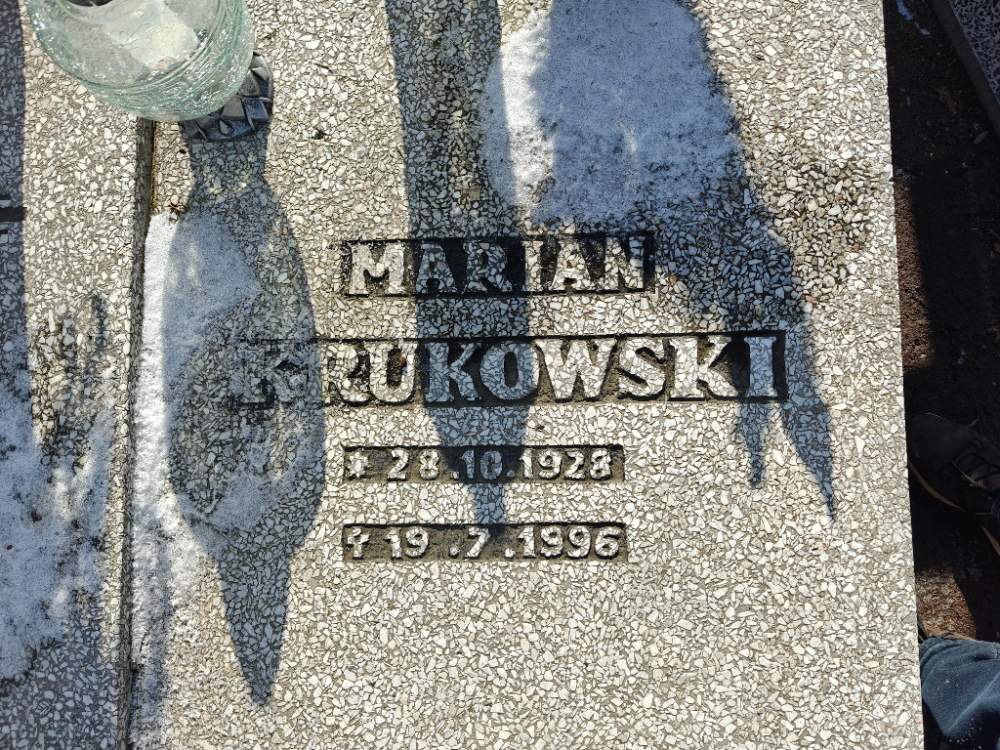 MARIAN
KRUKOWSKI
* 28.10.1928
✝ 19.7.1996